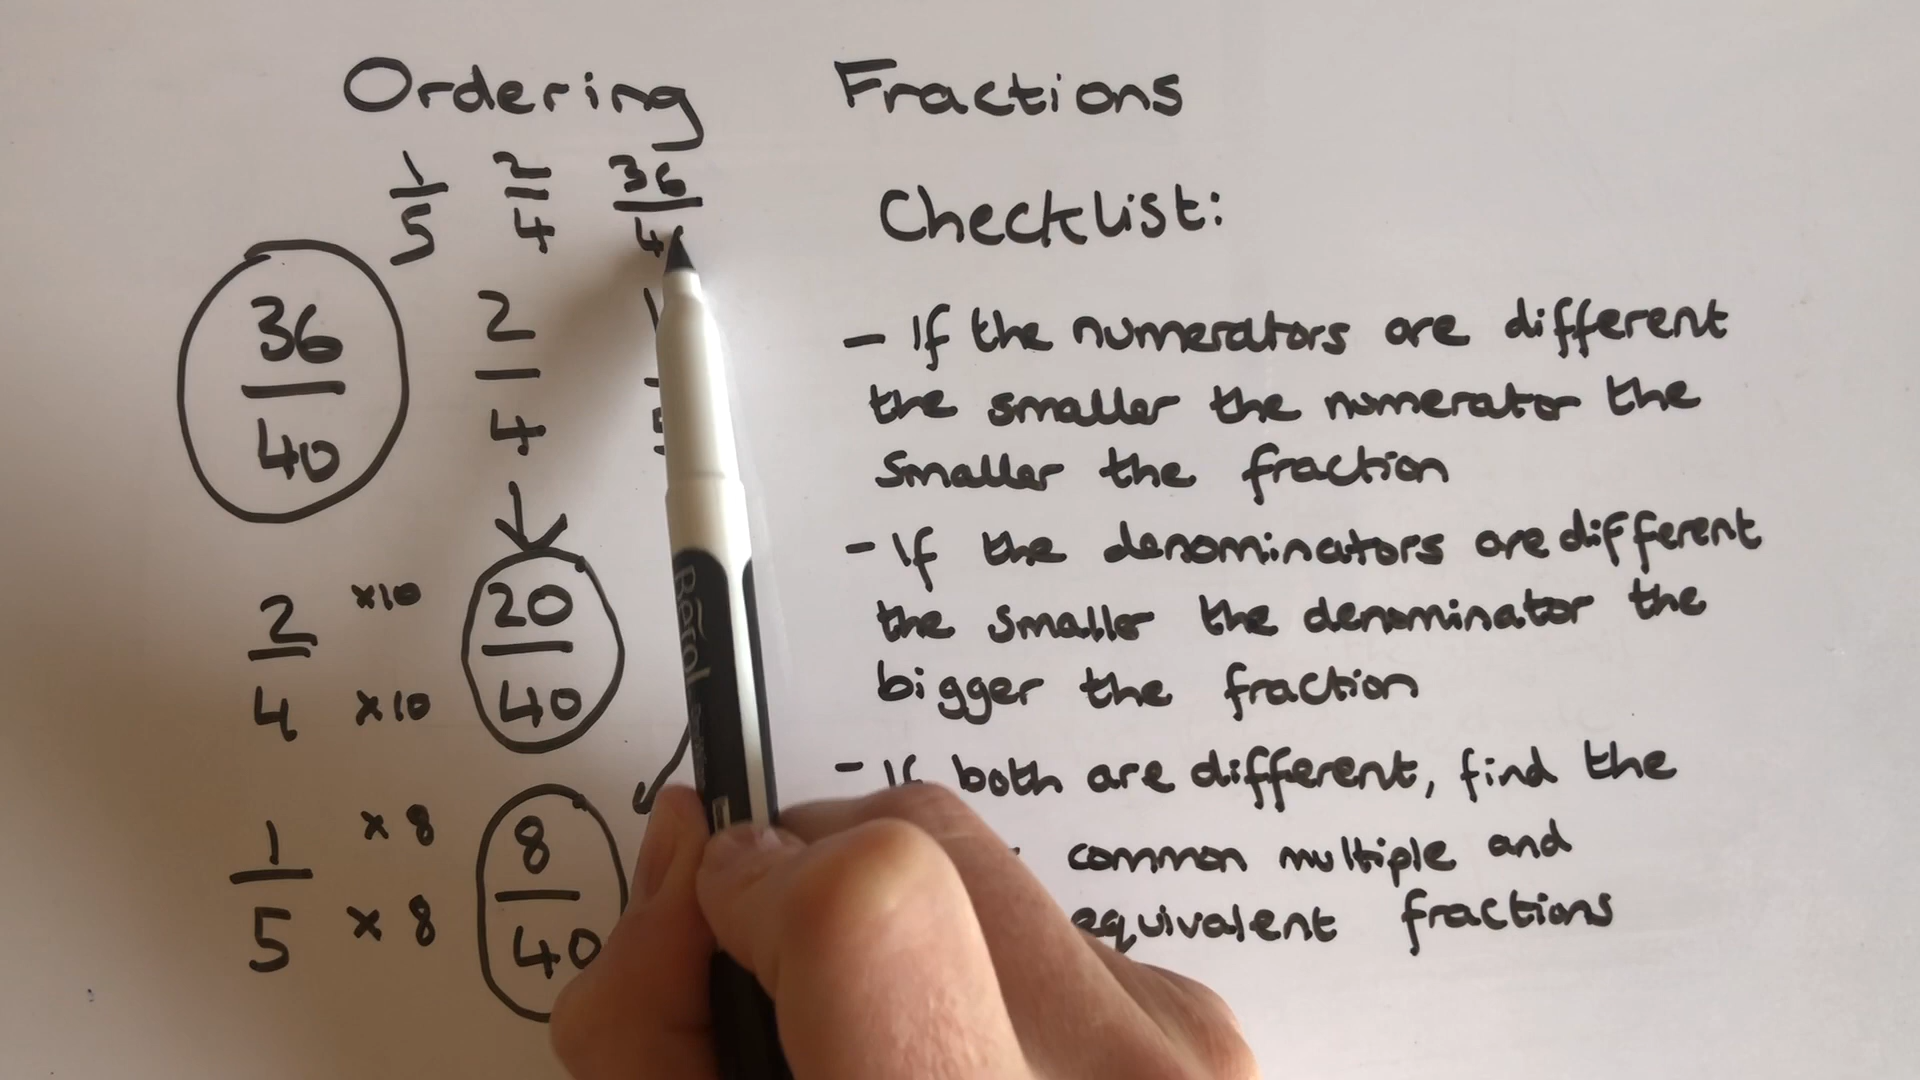 Ordering Fractions
1/5 2/4 36/4
Checklist:
36/40 2/4
- If the numerators are different
the smaller the numerator the
smaller the fraction
- If the denominators are different
the smaller the denominator the
bigger the fraction
- If both are different, find the
common multiple and
equivalent fractions
2/4 ×10 ×10 20/40
1/5 × 8 × 8 8/40
Berol